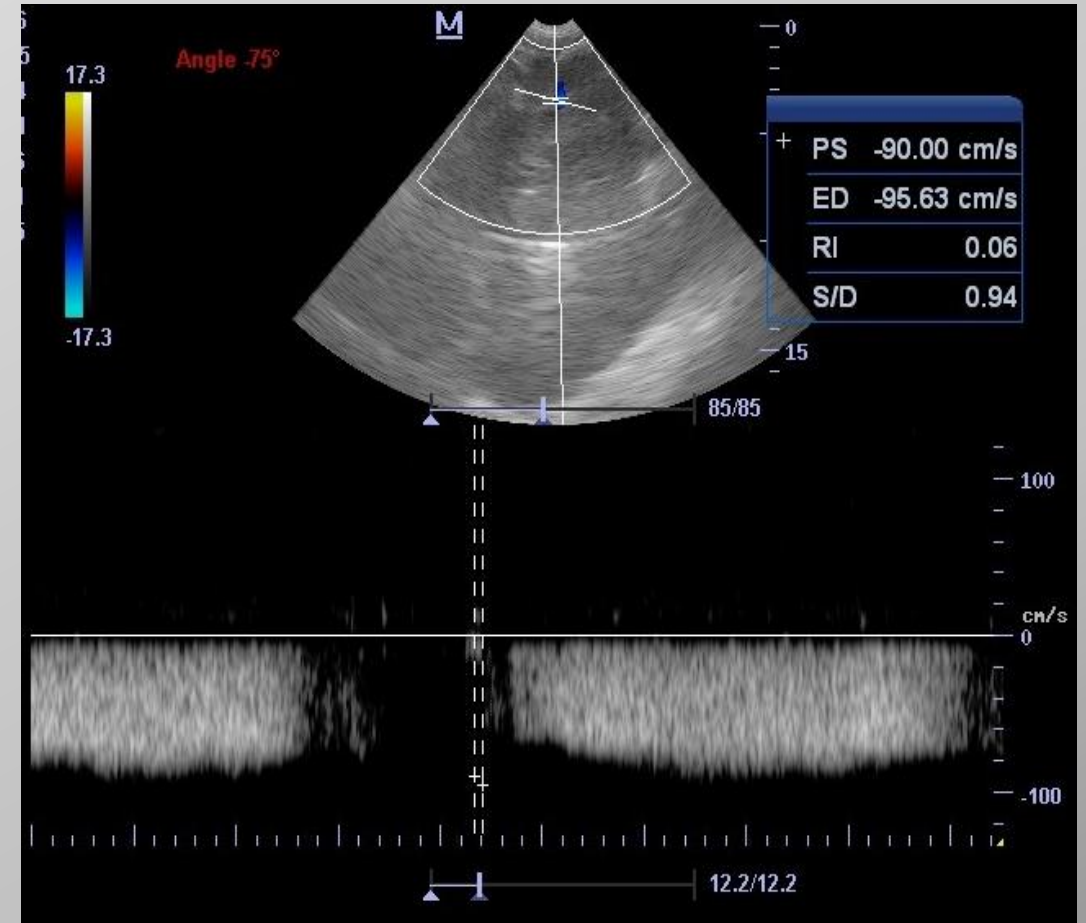 M
Angle -75°
17.3
-17.3
0
15
PS -90.00 cm/s
ED -95.63 cm/s
RI 0.06
S/D 0.94
85/85
100
cm/s
0
-100
12.2/12.2